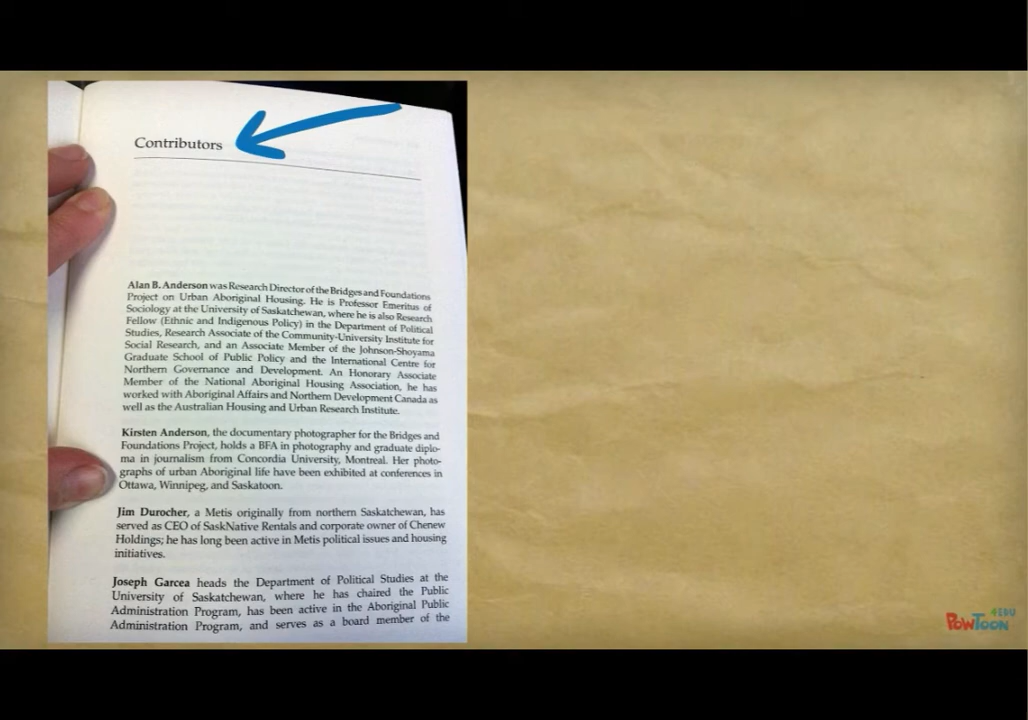 Contributors
Alan B. Anderson was Research Director of the Bridges and Foundations
Project on Urban Aboriginal Housing. He is Professor Emeritus of
Sociology at the University of Saskatchewan, where he is also Research
Fellow (Ethnic and Indigenous Policy) in the Department of Political
Studies, Research Associate of the Community-University Institute for
Social Research, and an Associate Member of the Johnson-Shoyama
Graduate School of Public Policy and the International Centre for
Northern Governance and Development. An Honorary Associate
Member of the National Aboriginal Housing Association, he has
worked with Aboriginal Affairs and Northern Development Canada as
well as the Australian Housing and Urban Research Institute.
Kirsten Anderson, the documentary photographer for the Bridges and
Foundations Project, holds a BFA in photography and graduate diplo-
ma in journalism from Concordia University, Montreal. Her photo-
graphs of urban Aboriginal life have been exhibited at conferences in
Ottawa, Winnipeg, and Saskatoon.
Jim Durocher, a Metis originally from northern Saskatchewan, has
served as CEO of SaskNative Rentals and corporate owner of Chenew
Holdings; he has long been active in Metis political issues and housing
initiatives.
Joseph Garcea heads the Department of Political Studies at the
University of Saskatchewan, where he has chaired the Public
Administration Program, has been active in the Aboriginal Public
Administration Program, and serves as a board member of the
4EDU
POWTOON